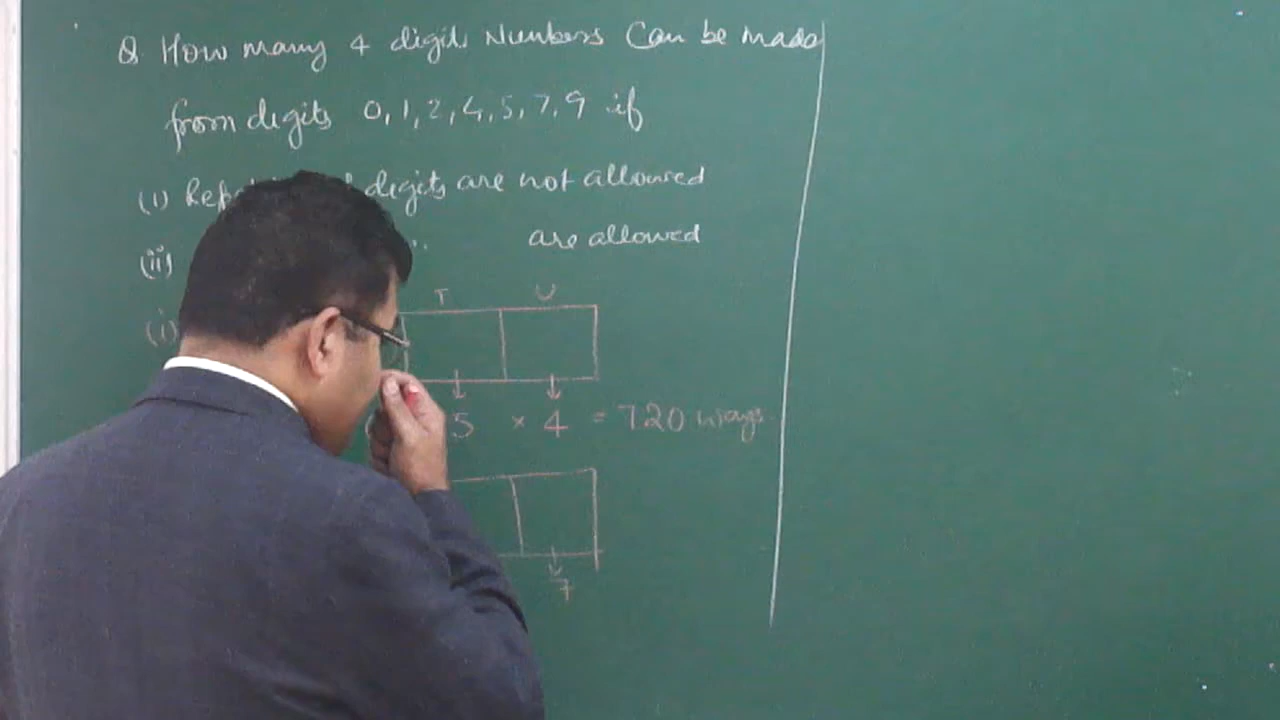 Q. How many 4 digits Numbers Can be made
from digits 0, 1, 2, 4, 5, 7, 9 if
(i) digits are not allowed
(ii) " are allowed
(i) T U
5 × 4 = 720 ways.
7